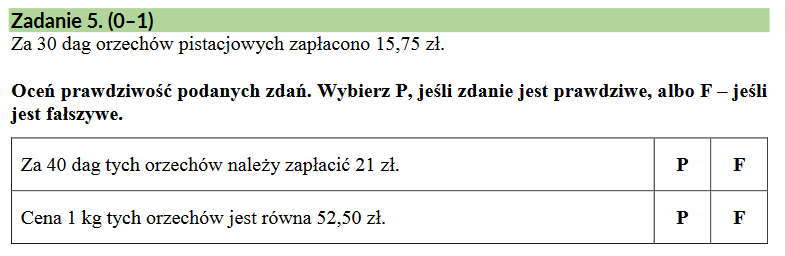 Zadanie 5. (0–1)
Za 30 dag orzechów pistacjowych zapłacono 15,75 zł.
Oceń prawdziwość podanych zdań. Wybierz P, jeśli zdanie jest prawdziwe, albo F – jeśli
jest fałszywe.
Za 40 dag tych orzechów należy zapłacić 21 zł. P F
Cena 1 kg tych orzechów jest równa 52,50 zł. P F